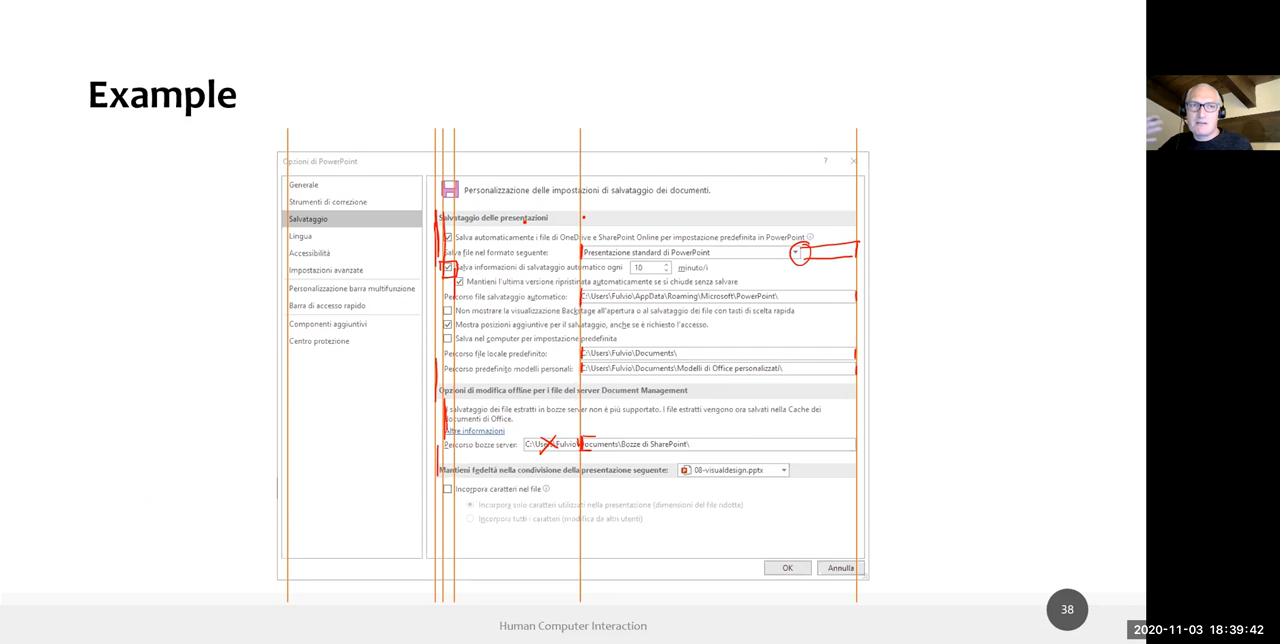 Example
Opzioni di PowerPoint
?
Generale
Strumenti di correzione
Salvataggio
Lingua
Accessibilità
Impostazioni avanzate
Personalizzazione barra multifunzione
Barra di accesso rapido
Componenti aggiuntivi
Centro protezione
Personalizzazione delle impostazioni di salvataggio dei documenti.
Salvataggio delle presentazioni
Salva automaticamente i file di OneDrive e SharePoint Online per impostazione predefinita in PowerPoint
Salva file nel formato seguente: Presentazione standard di PowerPoint
Salva informazioni di salvataggio automatico ogni 10 minuto/i
Mantieni l'ultima versione ripristinata automaticamente se si chiude senza salvare
Percorso file salvataggio automatico: C:\Users\Fulvio\AppData\Roaming\Microsoft\PowerPoint\
Non mostrare la visualizzazione Backstage all'apertura o al salvataggio dei file con tasti di scelta rapida
Mostra posizioni aggiuntive per il salvataggio, anche se è richiesto l'accesso.
Salva nel computer per impostazione predefinita
Percorso file locale predefinito: C:\Users\Fulvio\Documents\
Percorso predefinito modelli personali: C:\Users\Fulvio\Documents\Modelli di Office personalizzati\
Opzioni di modifica offline per i file del server Document Management
Il salvataggio dei file estratti in bozze server non è più supportato. I file estratti vengono ora salvati nella Cache dei
documenti di Office.
Altre informazioni
Percorso bozze server: C:\Users\Fulvio\Documents\Bozze di SharePoint\
Mantieni fedeltà nella condivisione della presentazione seguente: 08-visualdesign.pptx
Incorpora caratteri nel file
Incorpora solo caratteri utilizzati nella presentazione (dimensioni del file ridotte)
Incorpora tutti i caratteri (modifica da altri utenti)
OK Annulla
Human Computer Interaction
38
2020-11-03 18:39:42